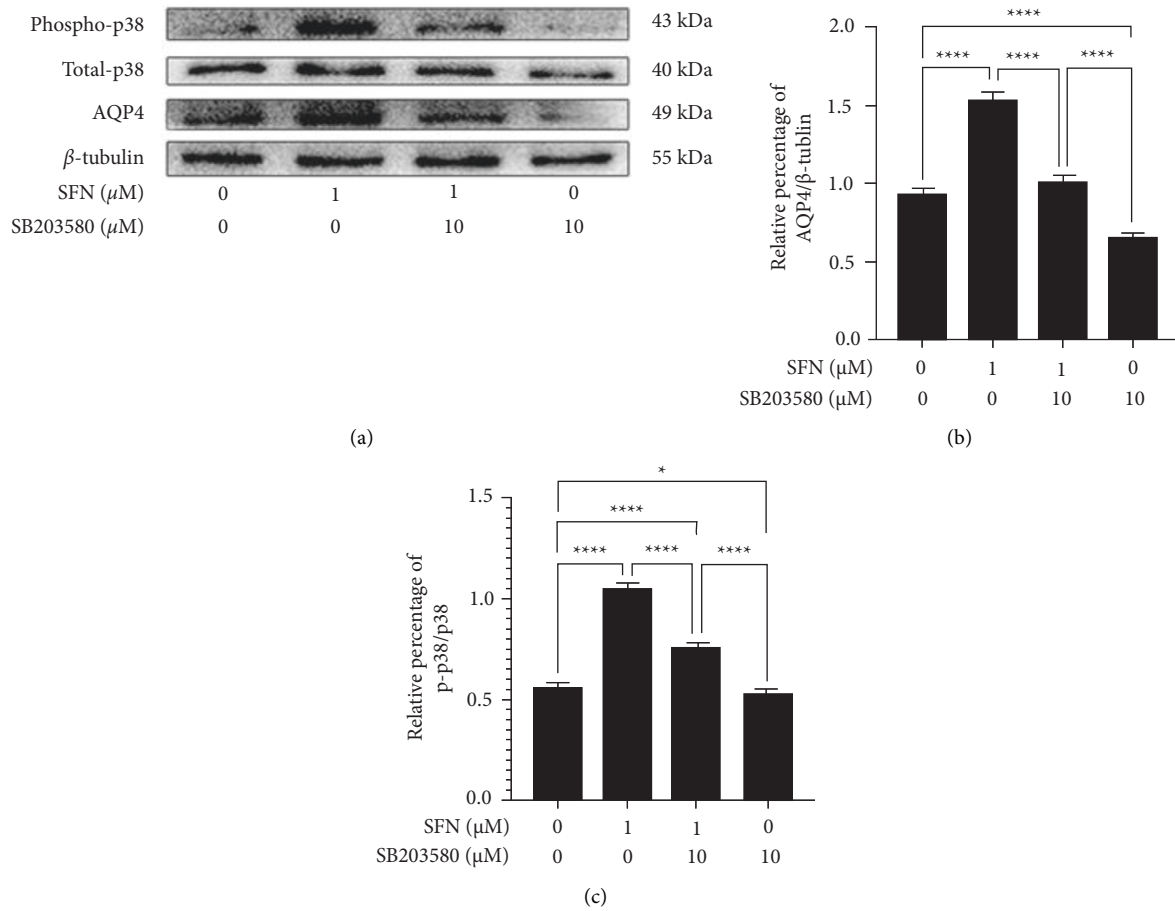 Phospho-p38 43 kDa
Total-p38 40 kDa
AQP4 49 kDa
β-tubulin 55 kDa
SFN (μM) 0 1 1 0
SB203580 (μM) 0 0 10 10
(a)
Relative percentage of
AQP4/β-tublin
2.0
1.5
1.0
0.5
0.0
****
**** **** ****
SFN (μM) 0 1 1 0
SB203580 (μM) 0 0 10 10
(b)
Relative percentage of
p-p38/p38
1.5
1.0
0.5
0.0
*
****
**** **** ****
SFN (μM) 0 1 1 0
SB203580 (μM) 0 0 10 10
(c)